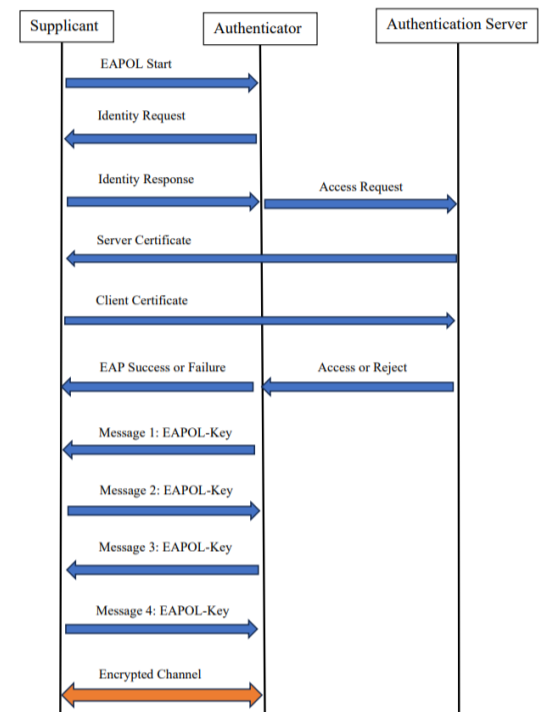 Supplicant
Authenticator
Authentication Server
EAPOL Start
Identity Request
Identity Response
Access Request
Server Certificate
Client Certificate
EAP Success or Failure
Access or Reject
Message 1: EAPOL-Key
Message 2: EAPOL-Key
Message 3: EAPOL-Key
Message 4: EAPOL-Key
Encrypted Channel